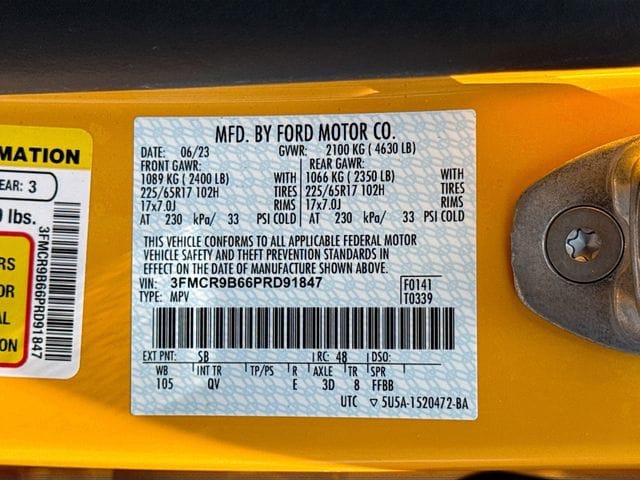 MFD. BY FORD MOTOR CO.
DATE: 06/23 GVWR: 2100 KG ( 4630 LB)
FRONT GAWR: REAR GAWR:
1089 KG ( 2400 LB) WITH 1066 KG ( 2350 LB) WITH
225/65R17 102H TIRES 225/65R17 102H TIRES
17x7.0J RIMS 17x7.0J RIMS
AT 230 kPa/ 33 PSI COLD AT 230 kPa/ 33 PSI COLD
THIS VEHICLE CONFORMS TO ALL APPLICABLE FEDERAL MOTOR
VEHICLE SAFETY AND THEFT PREVENTION STANDARDS IN
EFFECT ON THE DATE OF MANUFACTURE SHOWN ABOVE.
VIN: 3FMCR9B66PRD91847 F0141
TYPE: MPV T0339
EXT PNT: SB RC: 48 DSO:
WB INT TR TP/PS R AXLE TR SPR
105 QV E 3D 8 FFBB
UTC ▽ 5U5A-1520472-BA
RMATION
EAR: 3
lbs.
RS
OR
AL
ON
3FMCR9B66PRD91847